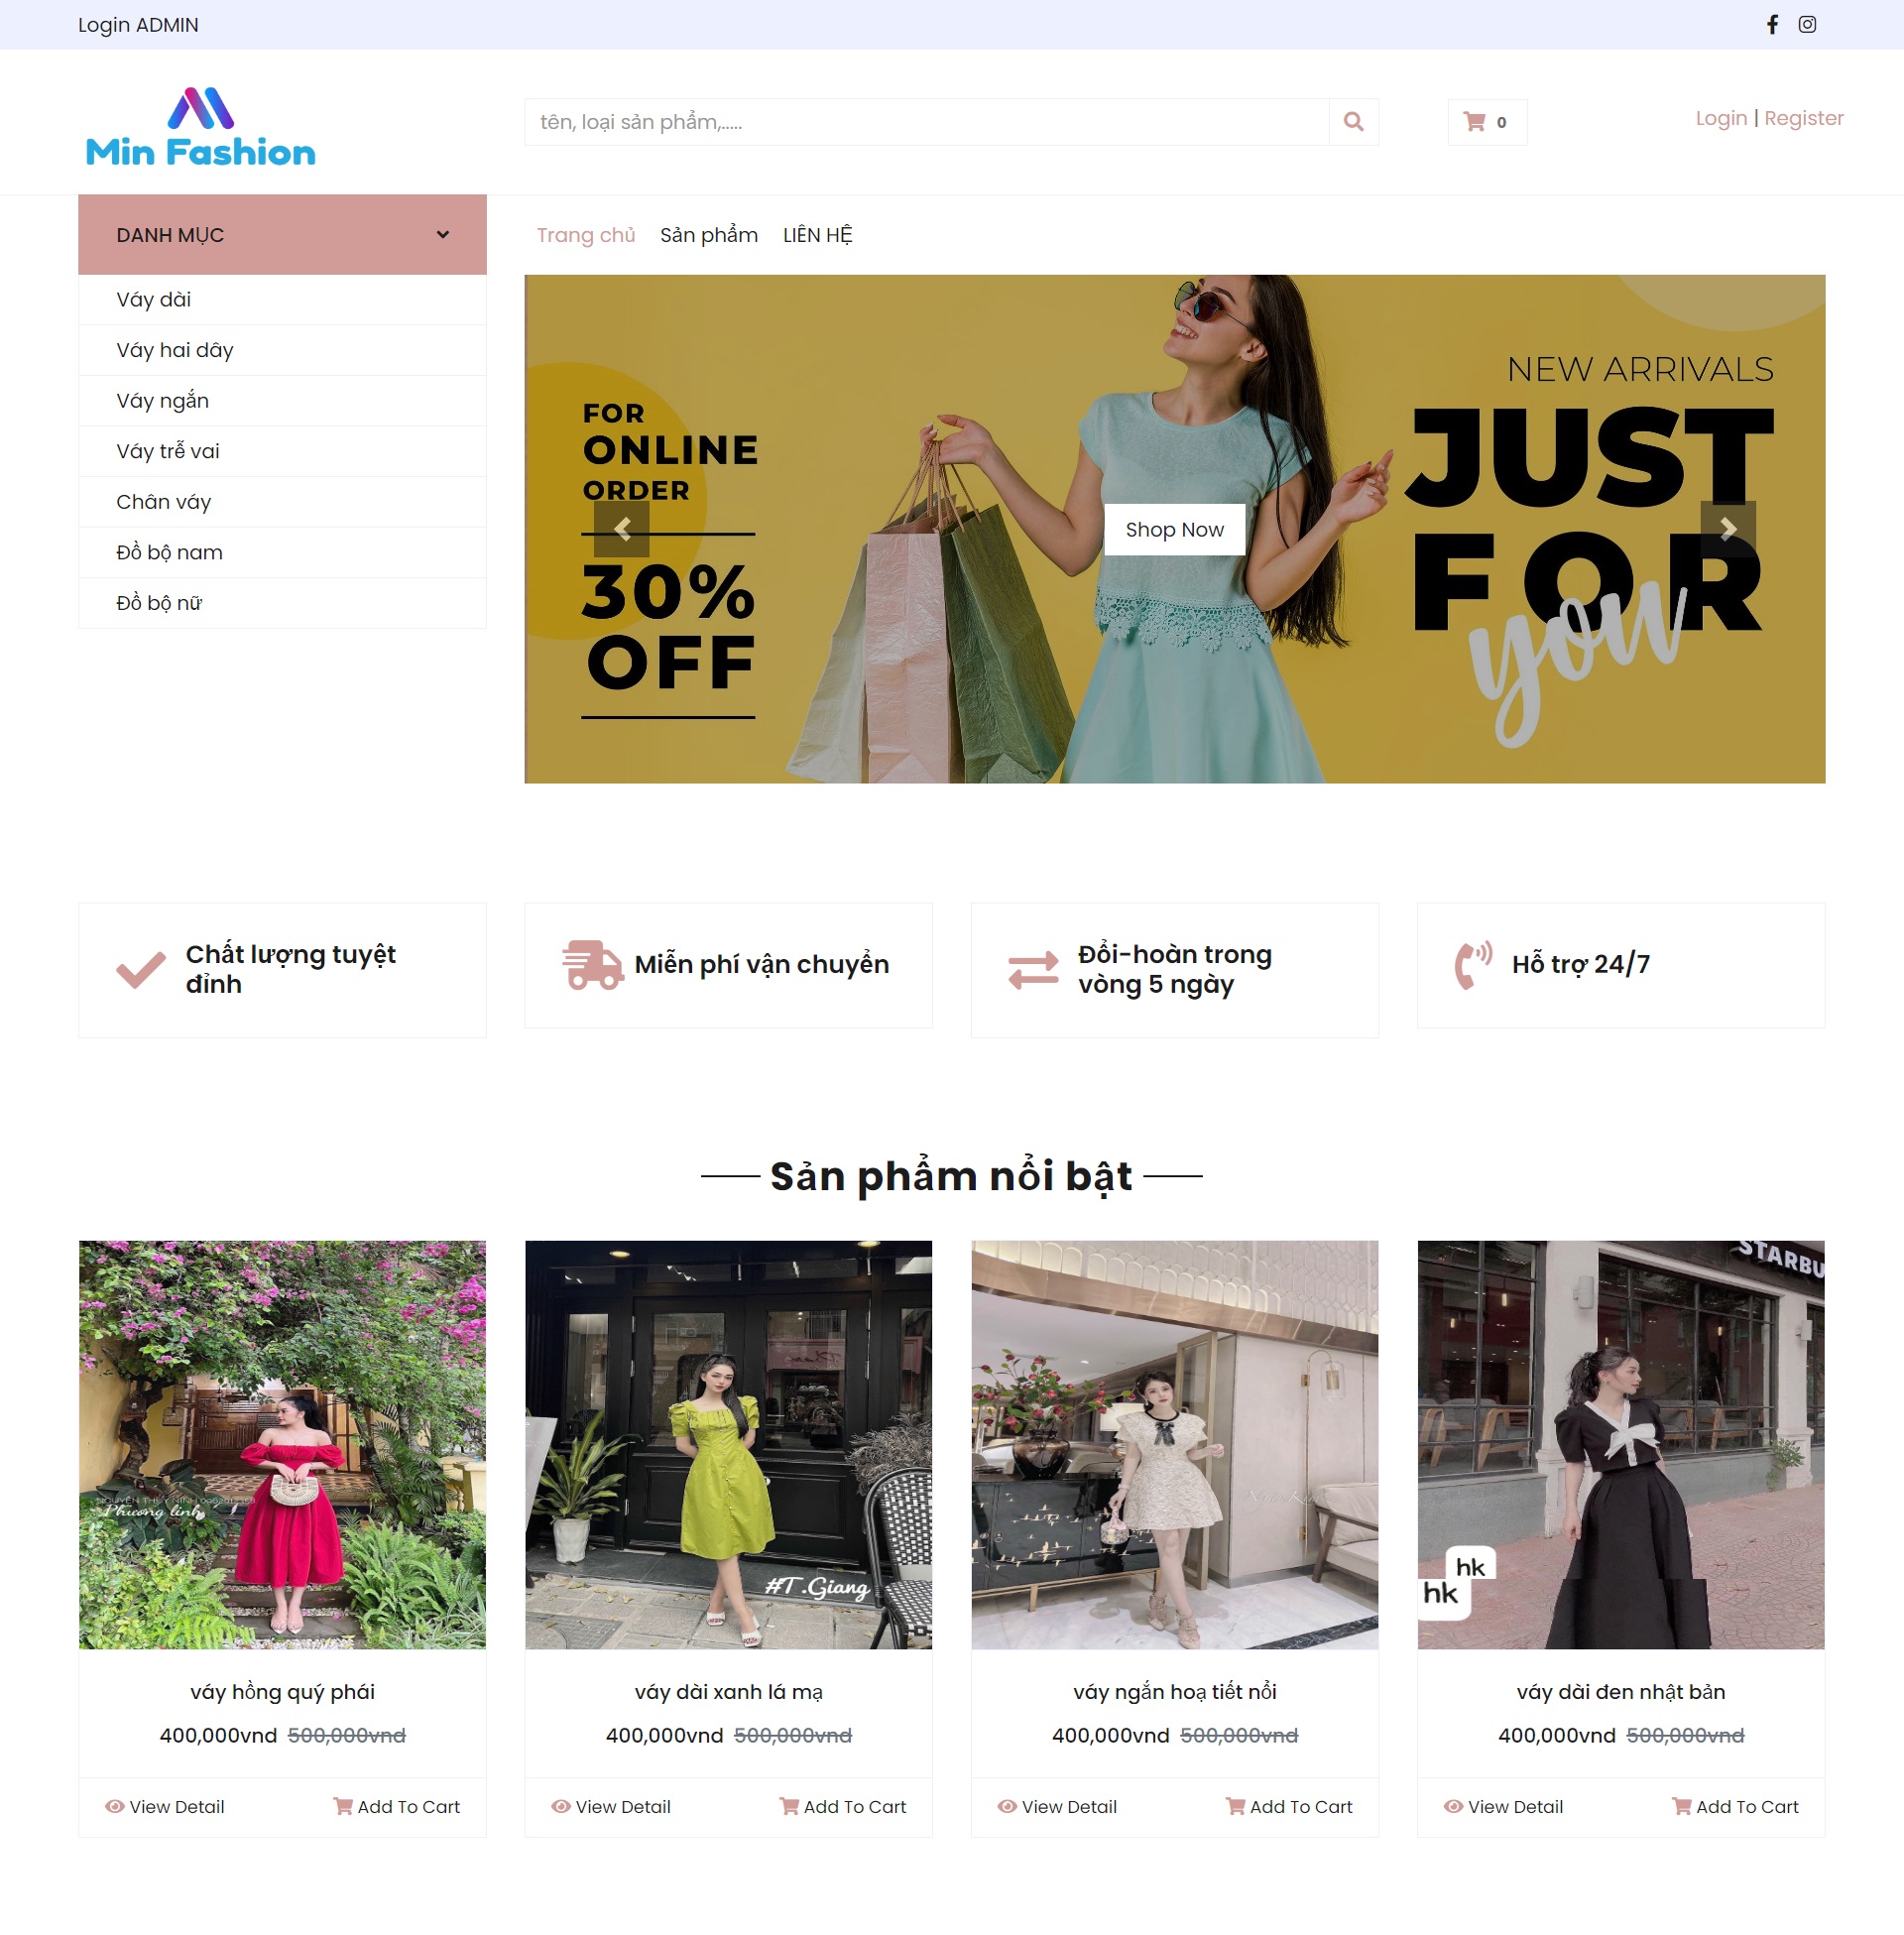 Login ADMIN
Min Fashion
tên, loại sản phẩm,.....
0
Login | Register
DANH MỤC
Trang chủ
Sản phẩm
LIÊN HỆ
Váy dài
Váy hai dây
Váy ngắn
Váy trễ vai
Chân váy
Đồ bộ nam
Đồ bộ nữ
FOR
ONLINE
ORDER
30%
OFF
Shop Now
NEW ARRIVALS
JUST
FOR
you
Chất lượng tuyệt
đỉnh
Miễn phí vận chuyển
Đổi-hoàn trong
vòng 5 ngày
Hỗ trợ 24/7
Sản phẩm nổi bật
Phương linh
#T.Giang
STARBU
hk
hk
váy hồng quý phái
400,000vnd 500,000vnd
View Detail
Add To Cart
váy dài xanh lá mạ
400,000vnd 500,000vnd
View Detail
Add To Cart
váy ngắn hoạ tiết nổi
400,000vnd 500,000vnd
View Detail
Add To Cart
váy dài đen nhật bản
400,000vnd 500,000vnd
View Detail
Add To Cart